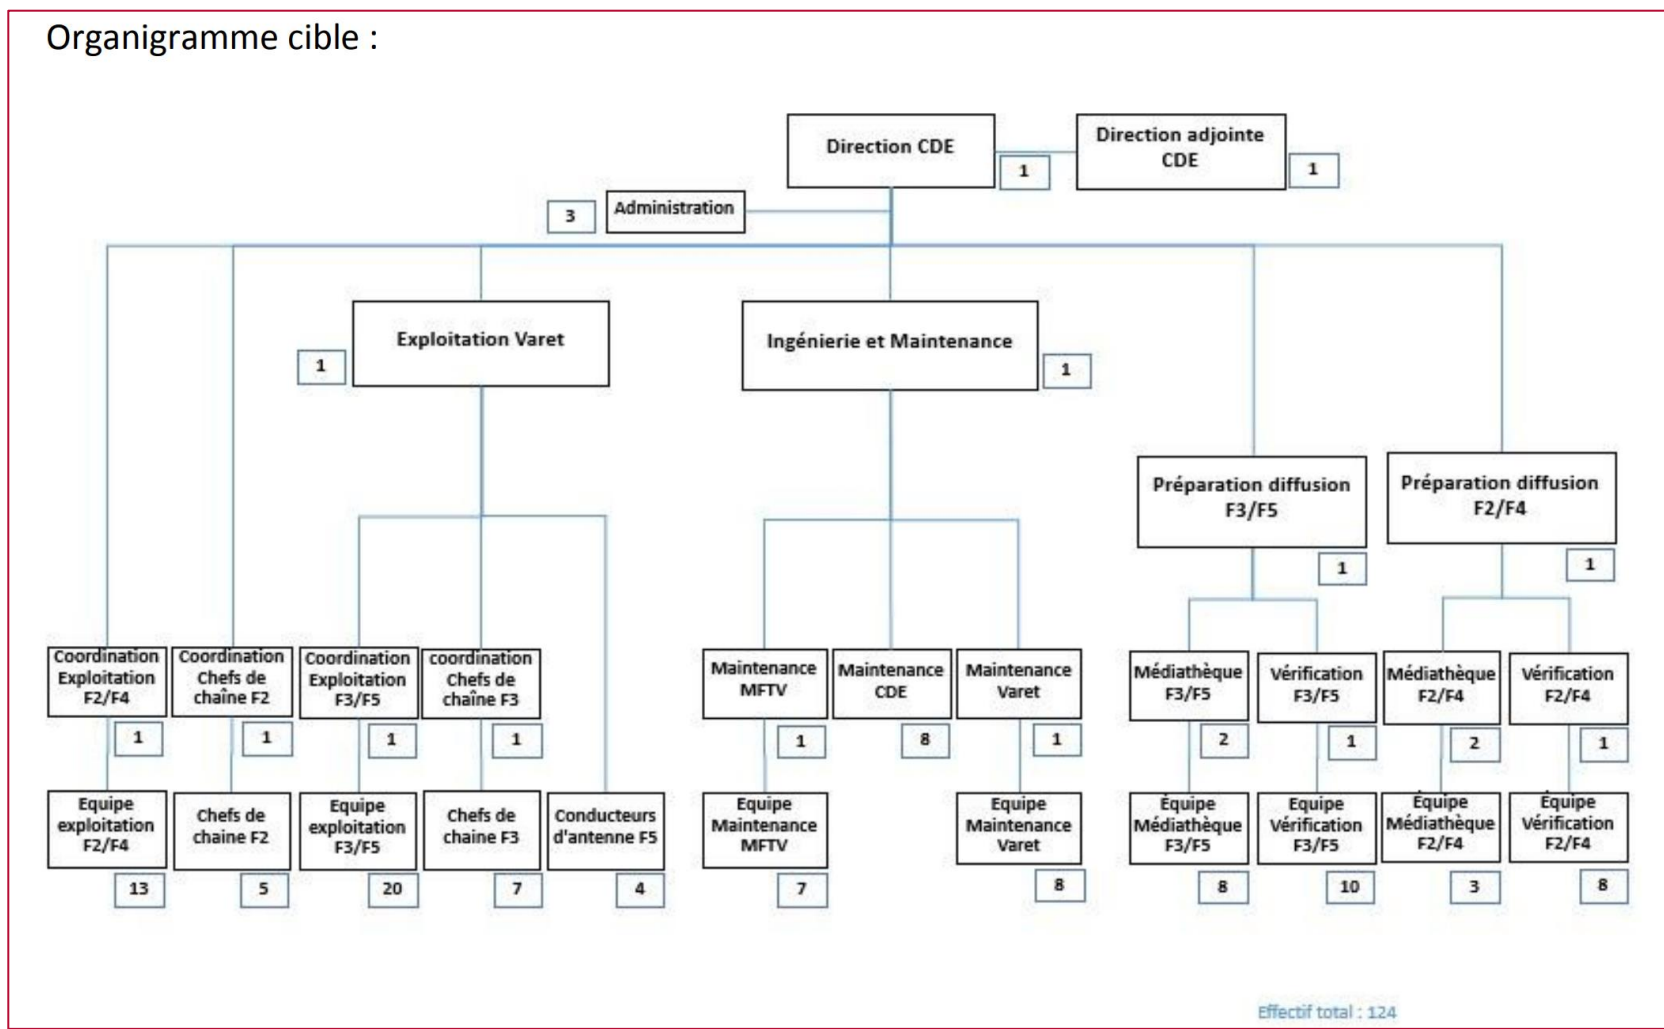 Organigramme cible :
Direction CDE
1
Direction adjointe
CDE
1
3
Administration
Exploitation Varet
1
Ingénierie et Maintenance
1
Préparation diffusion
F3/F5
1
Préparation diffusion
F2/F4
1
Coordination
Exploitation
F2/F4
1
Coordination
Chefs de
chaîne F2
1
Coordination
Exploitation
F3/F5
1
coordination
Chefs de
chaîne F3
1
Maintenance
MFTV
1
Maintenance
CDE
8
Maintenance
Varet
1
Médiathèque
F3/F5
2
Vérification
F3/F5
1
Médiathèque
F2/F4
2
Vérification
F2/F4
1
Equipe
exploitation
F2/F4
13
Chefs de
chaine F2
5
Equipe
exploitation
F3/F5
20
Chefs de
chaine F3
7
Conducteurs
d'antenne F5
4
Equipe
Maintenance
MFTV
7
Equipe
Maintenance
Varet
8
Équipe
Médiathèque
F3/F5
8
Equipe
Vérification
F3/F5
10
Équipe
Médiathèque
F2/F4
3
Équipe
Vérification
F2/F4
8
Effectif total : 124